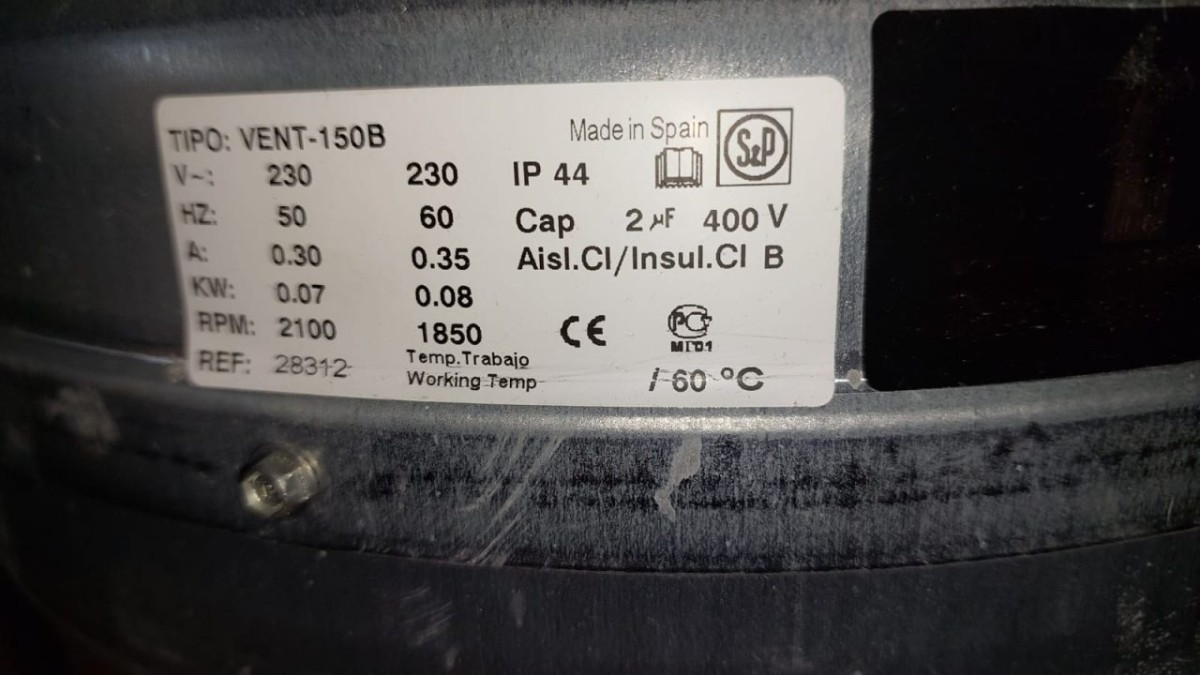 TIPO: VENT-150B Made in Spain S&P
V~: 230 230 IP 44
HZ: 50 60 Cap 2 µF 400 V
A: 0.30 0.35 Aisl.Cl/Insul.Cl B
KW: 0.07 0.08
RPM: 2100 1850 CE
REF: 28312 Temp.Trabajo
Working Temp / 60 ºC